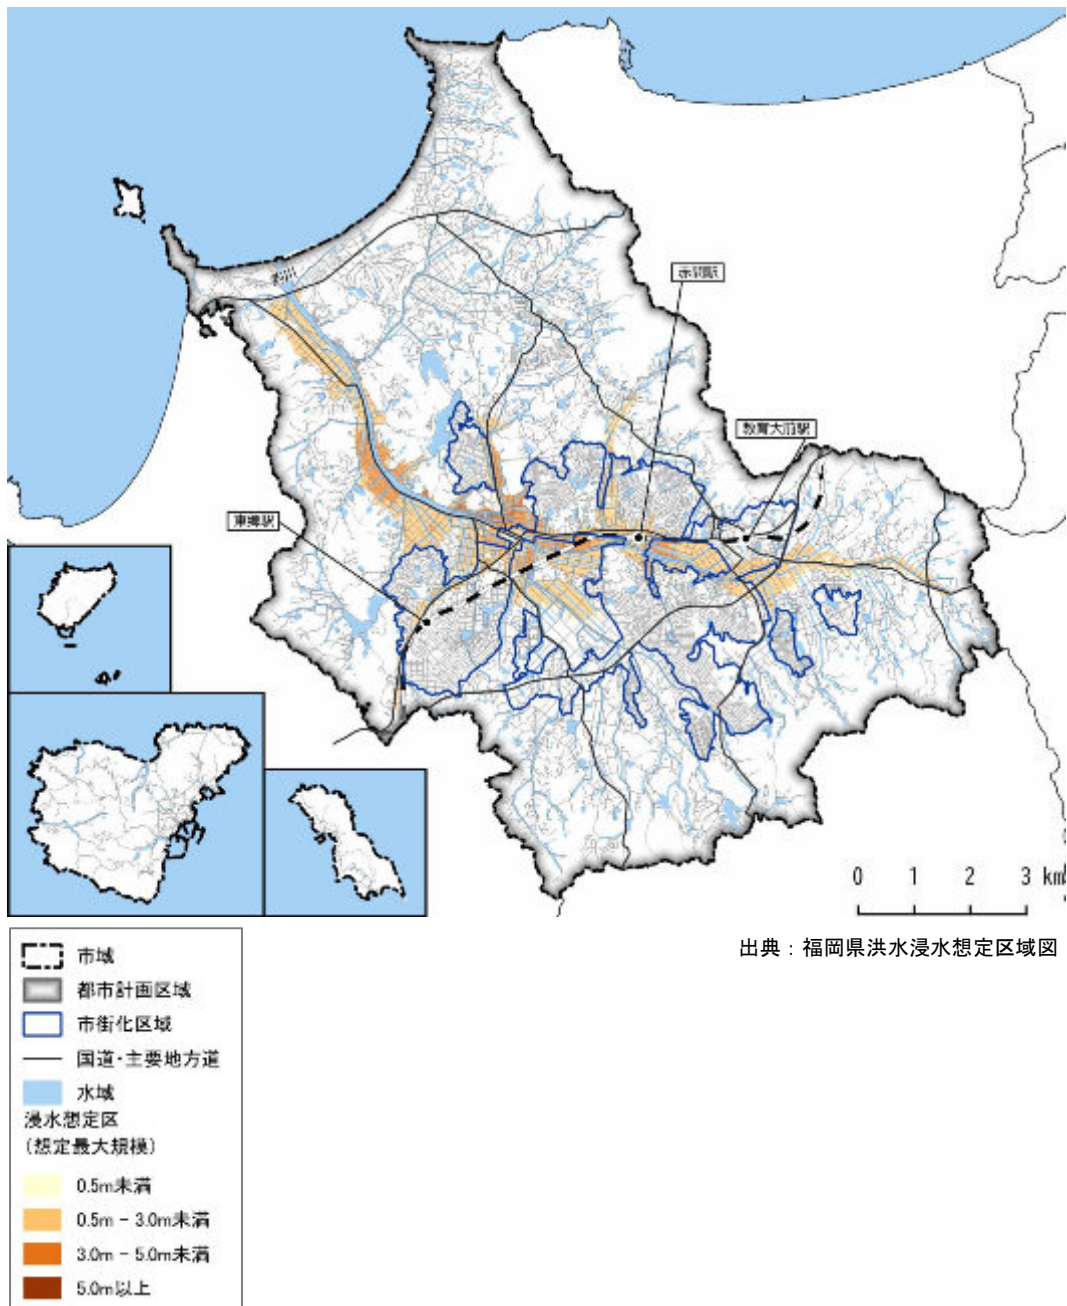 赤間駅
教育大前駅
東郷駅
0 1 2 3 km
出典：福岡県洪水浸水想定区域図
市域
都市計画区域
市街化区域
国道・主要地方道
水域
浸水想定区
（想定最大規模）
0.5m未満
0.5m - 3.0m未満
3.0m - 5.0m未満
5.0m以上